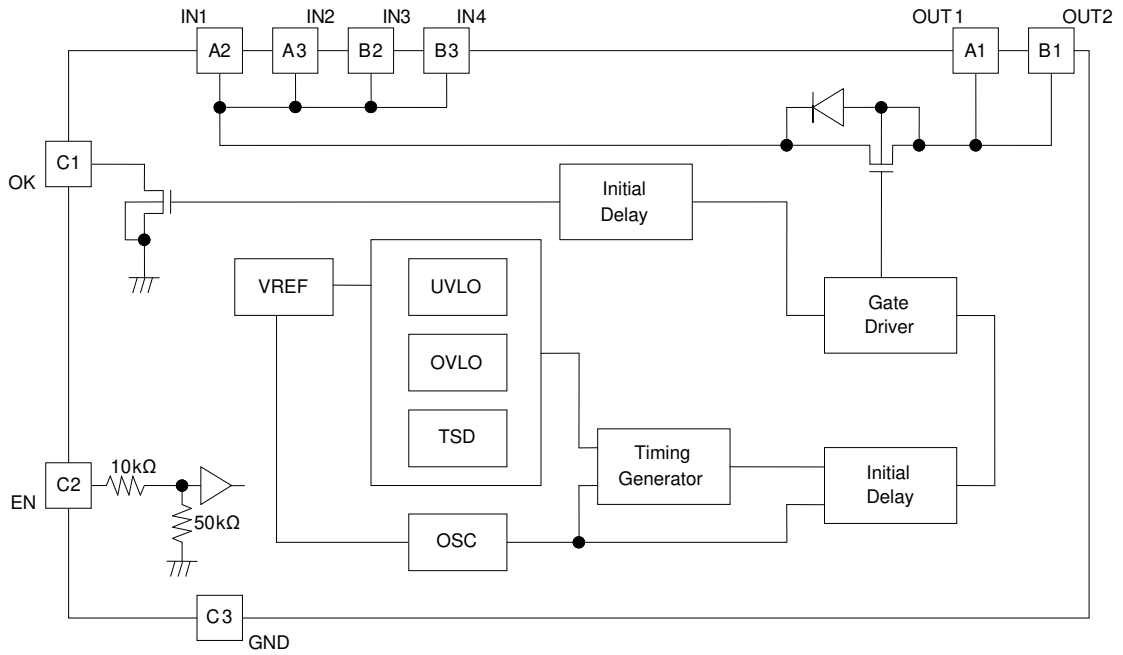 IN1
IN2
IN3
IN4
OUT1
OUT2
A2
A3
B2
B3
A1
B1
C1
OK
Initial
Delay
VREF
UVLO
Gate
Driver
OVLO
TSD
Timing
Generator
Initial
Delay
10kΩ
C2
EN
50kΩ
OSC
C3
GND